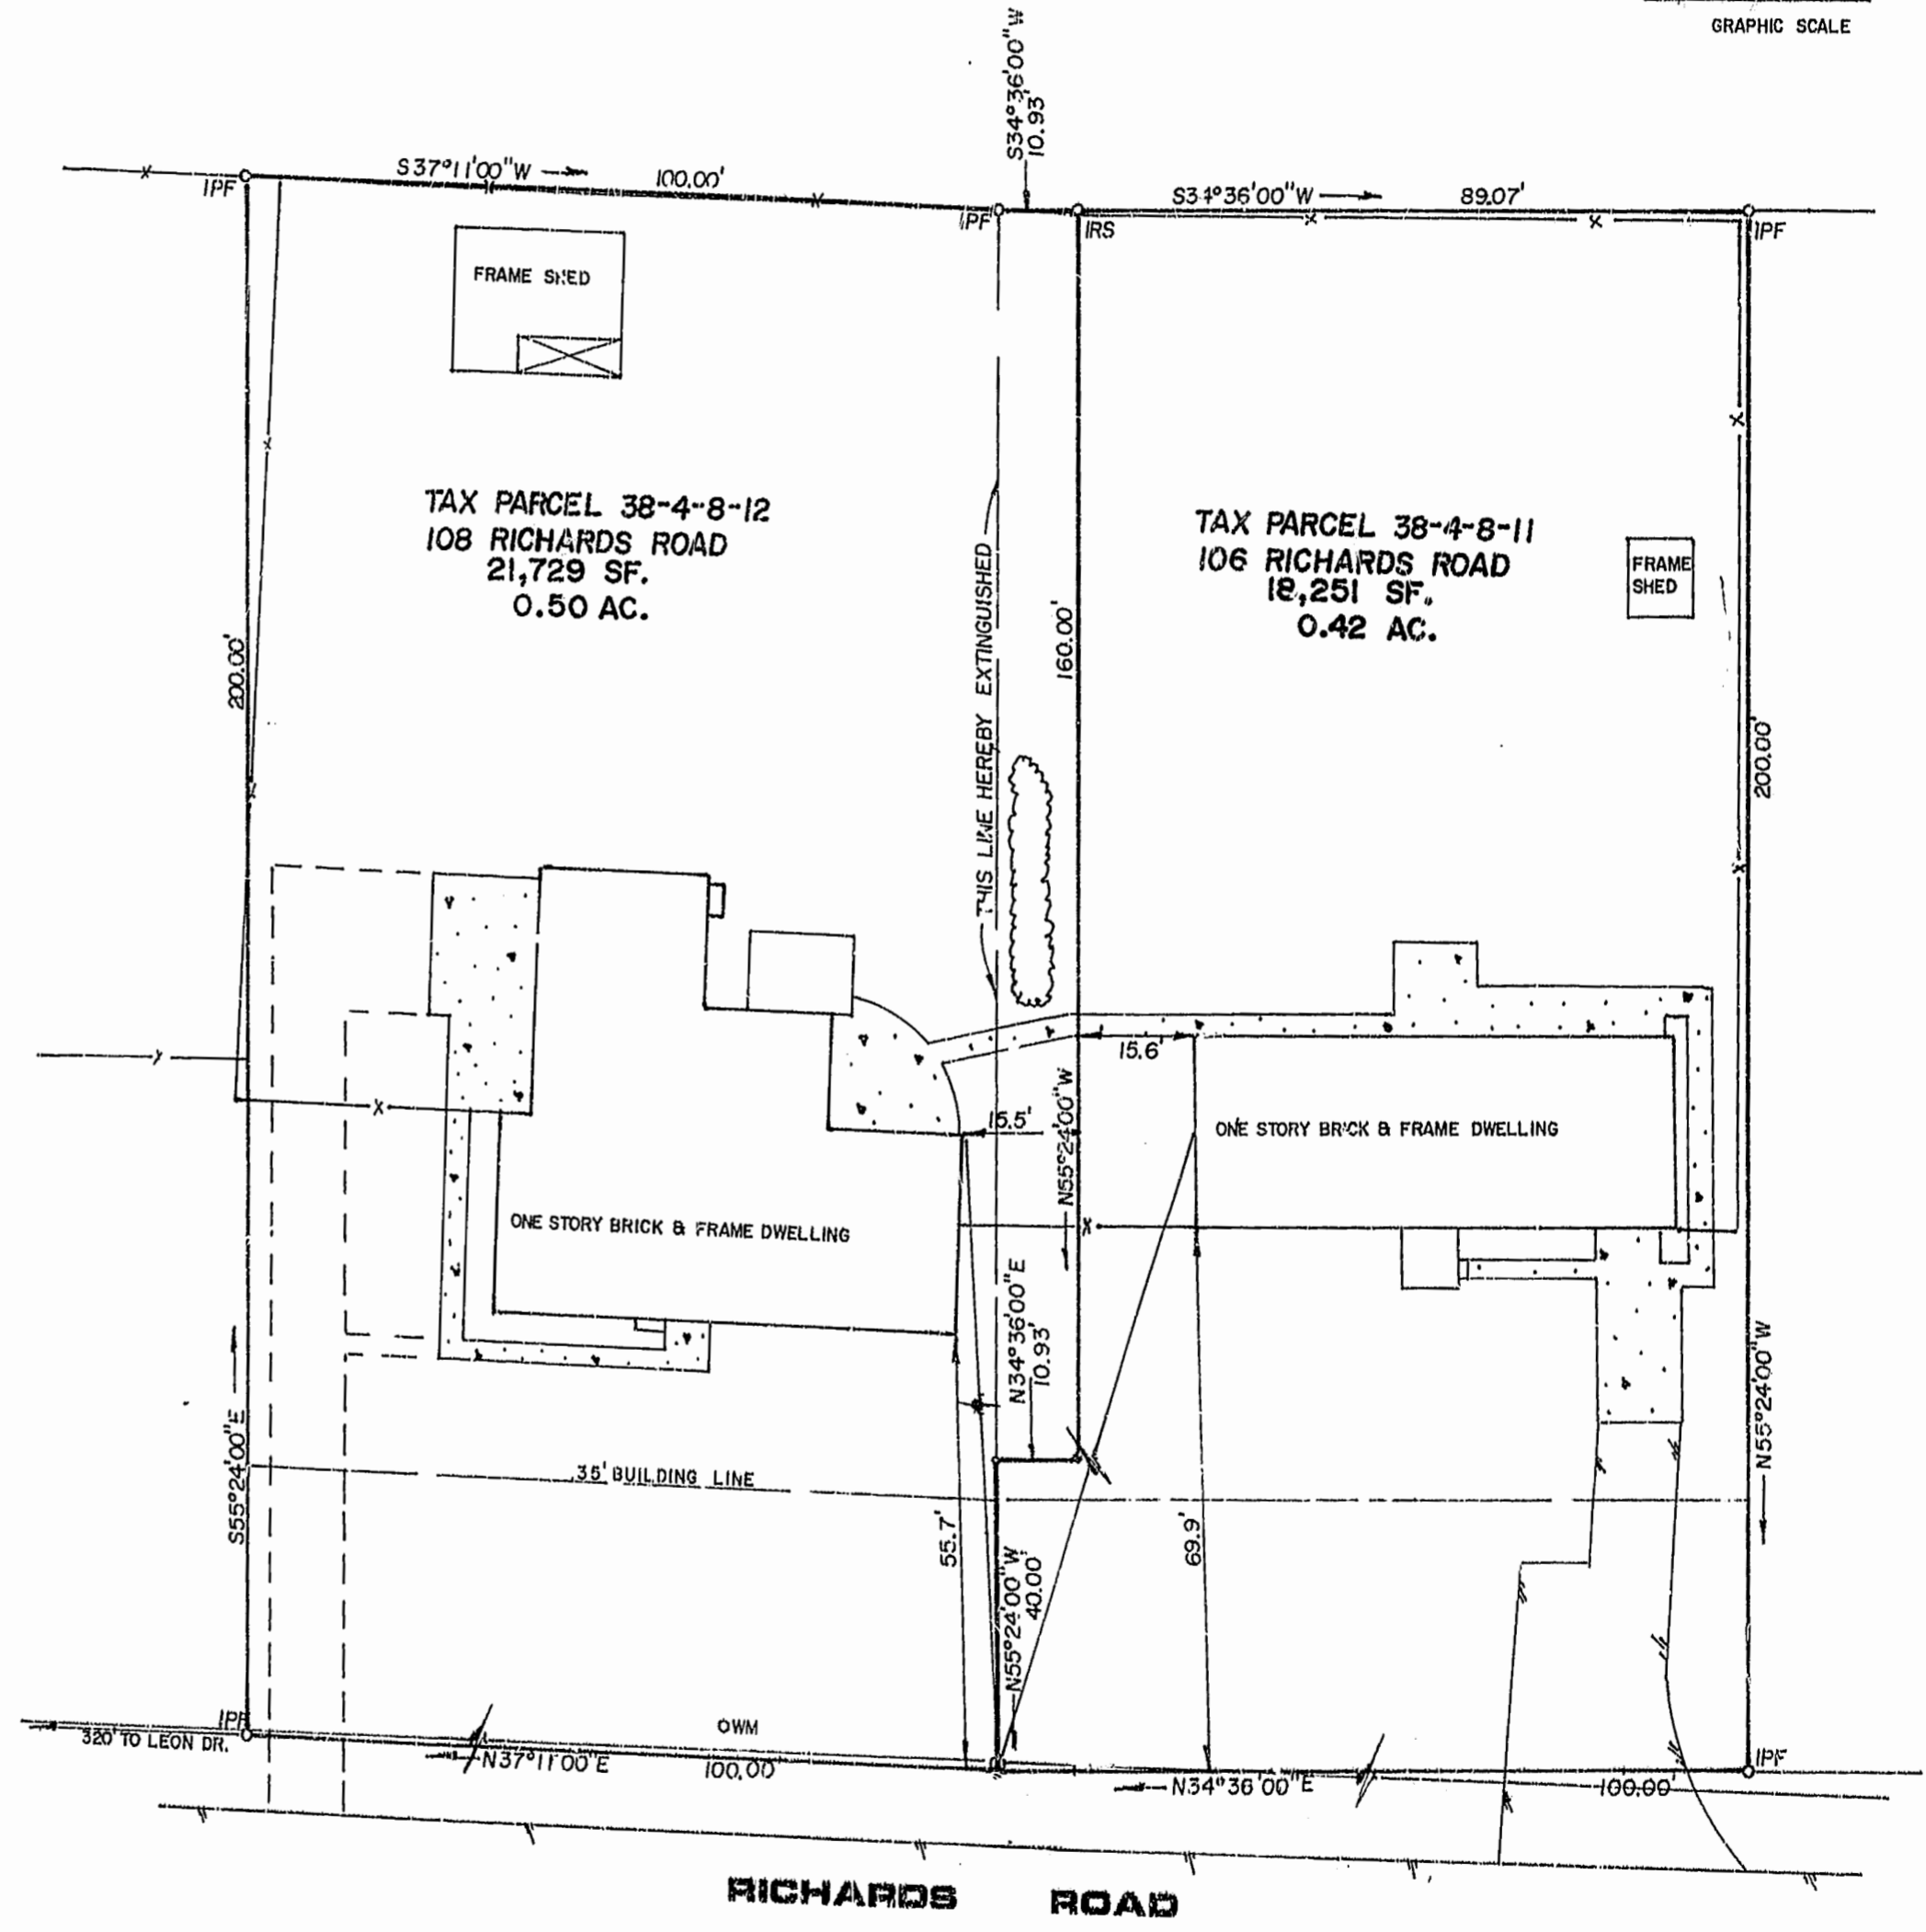 GRAPHIC SCALE
S34°36'00"W
10.93'
S37°11'00"W
100.00'
S34°36'00"W
89.07'
IPF
IPF
IRS
IPF
FRAME SHED
TAX PARCEL 38-4-8-12
108 RICHARDS ROAD
21,729 SF.
0.50 AC.
TAX PARCEL 38-4-8-11
106 RICHARDS ROAD
18,251 SF.
0.42 AC.
FRAME
SHED
THIS LINE HEREBY EXTINGUISHED
160.00'
200.00'
200.00'
15.6'
15.5'
N55°24'00"W
ONE STORY BRICK & FRAME DWELLING
ONE STORY BRICK & FRAME DWELLING
N34°36'00"E
10.93'
S55°24'00"E
N55°24'00"W
35' BUILDING LINE
55.7'
69.9'
N55°24'00"W
40.00'
IPF
320' TO LEON DR.
WM
N37°11'00"E
100.00'
N34°36'00"E
100.00'
IPF
RICHARDS ROAD